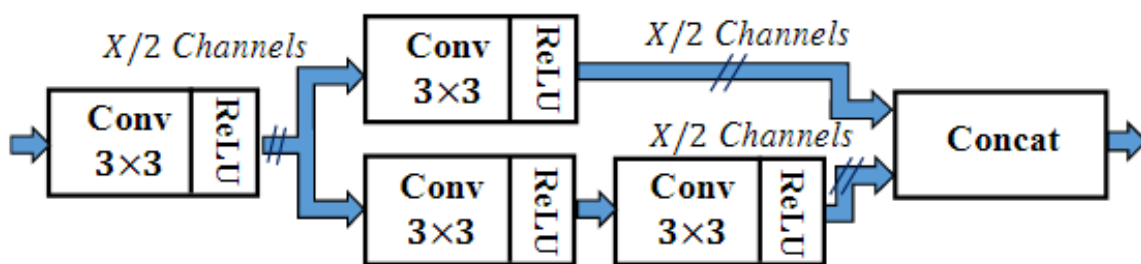 X/2 Channels
Conv
3×3
ReLU
Conv
3×3
ReLU
X/2 Channels
Conv
3×3
ReLU
X/2 Channels
Conv
3×3
ReLU
Concat